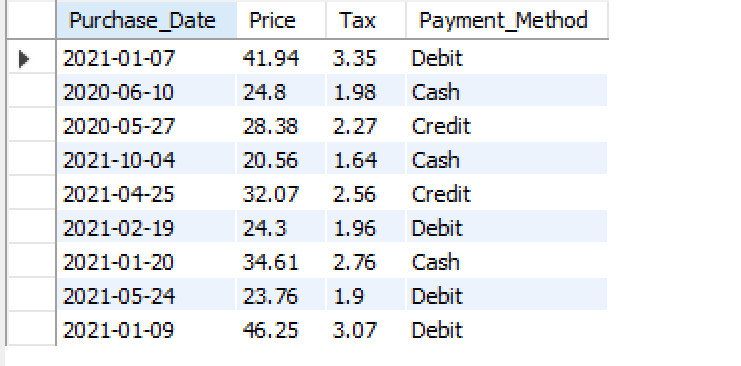 Purchase_Date Price Tax Payment_Method
2021-01-07 41.94 3.35 Debit
2020-06-10 24.8 1.98 Cash
2020-05-27 28.38 2.27 Credit
2021-10-04 20.56 1.64 Cash
2021-04-25 32.07 2.56 Credit
2021-02-19 24.3 1.96 Debit
2021-01-20 34.61 2.76 Cash
2021-05-24 23.76 1.9 Debit
2021-01-09 46.25 3.07 Debit